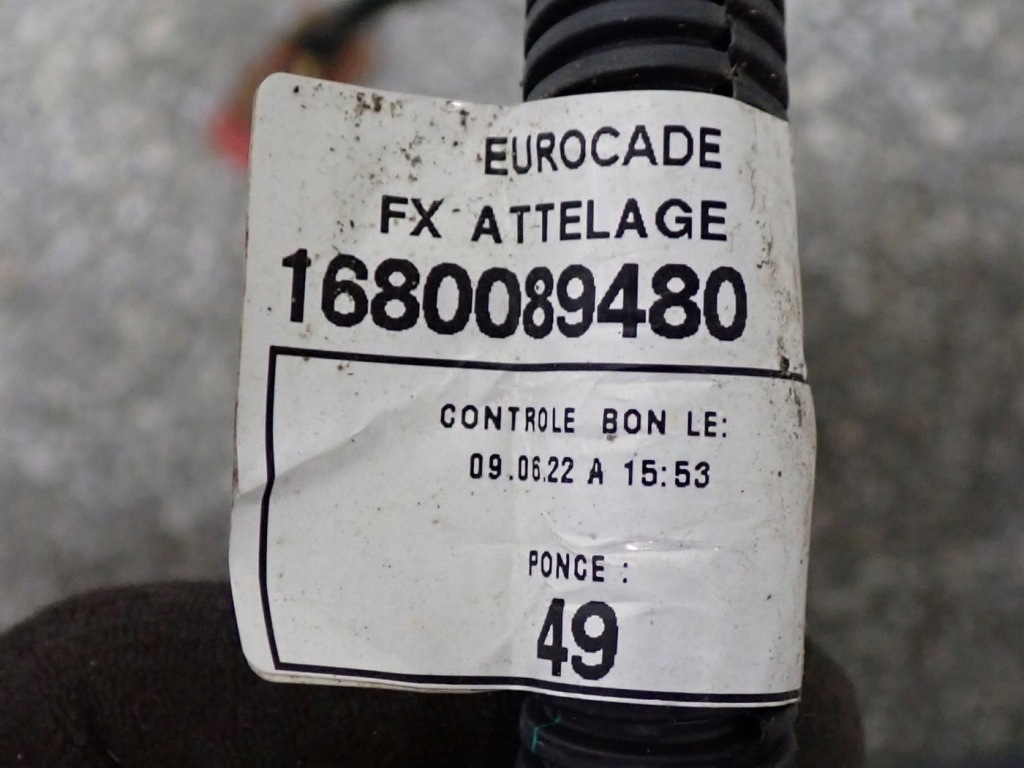 EUROCADE
FX ATTELAGE
1680089480
CONTROLE BON LE:
09.06.22 A 15:53
PONCE :
49